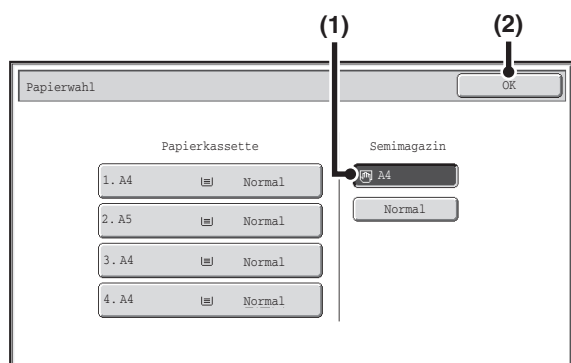 (1) (2)
Papierwahl OK
Papierkassette Semimagazin
1. A4 Normal A4
2. A5 Normal Normal
3. A4 Normal
4. A4 Normal